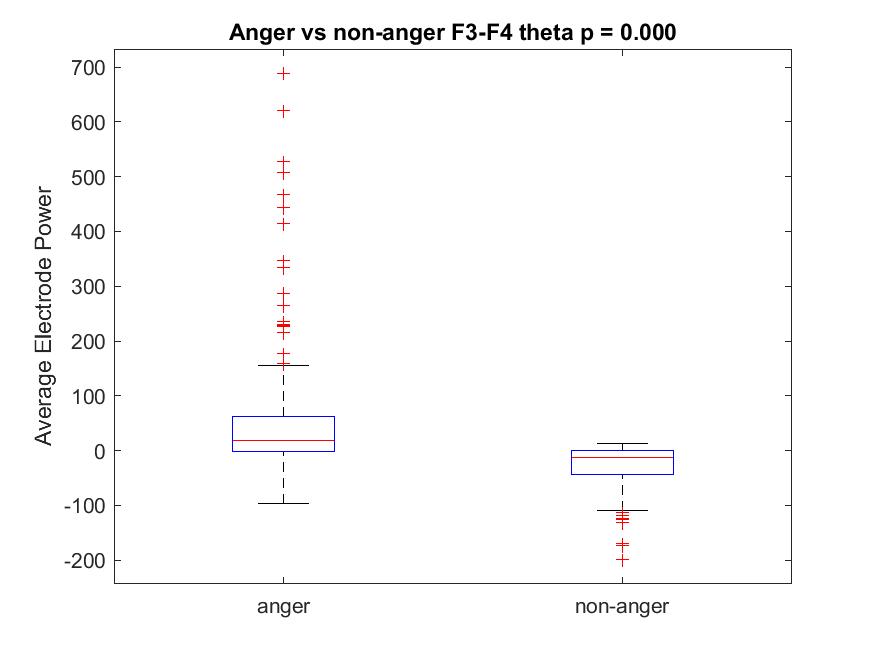 Anger vs non-anger F3-F4 theta p = 0.000
Average Electrode Power
700
600
500
400
300
200
100
0
-100
-200
anger
non-anger